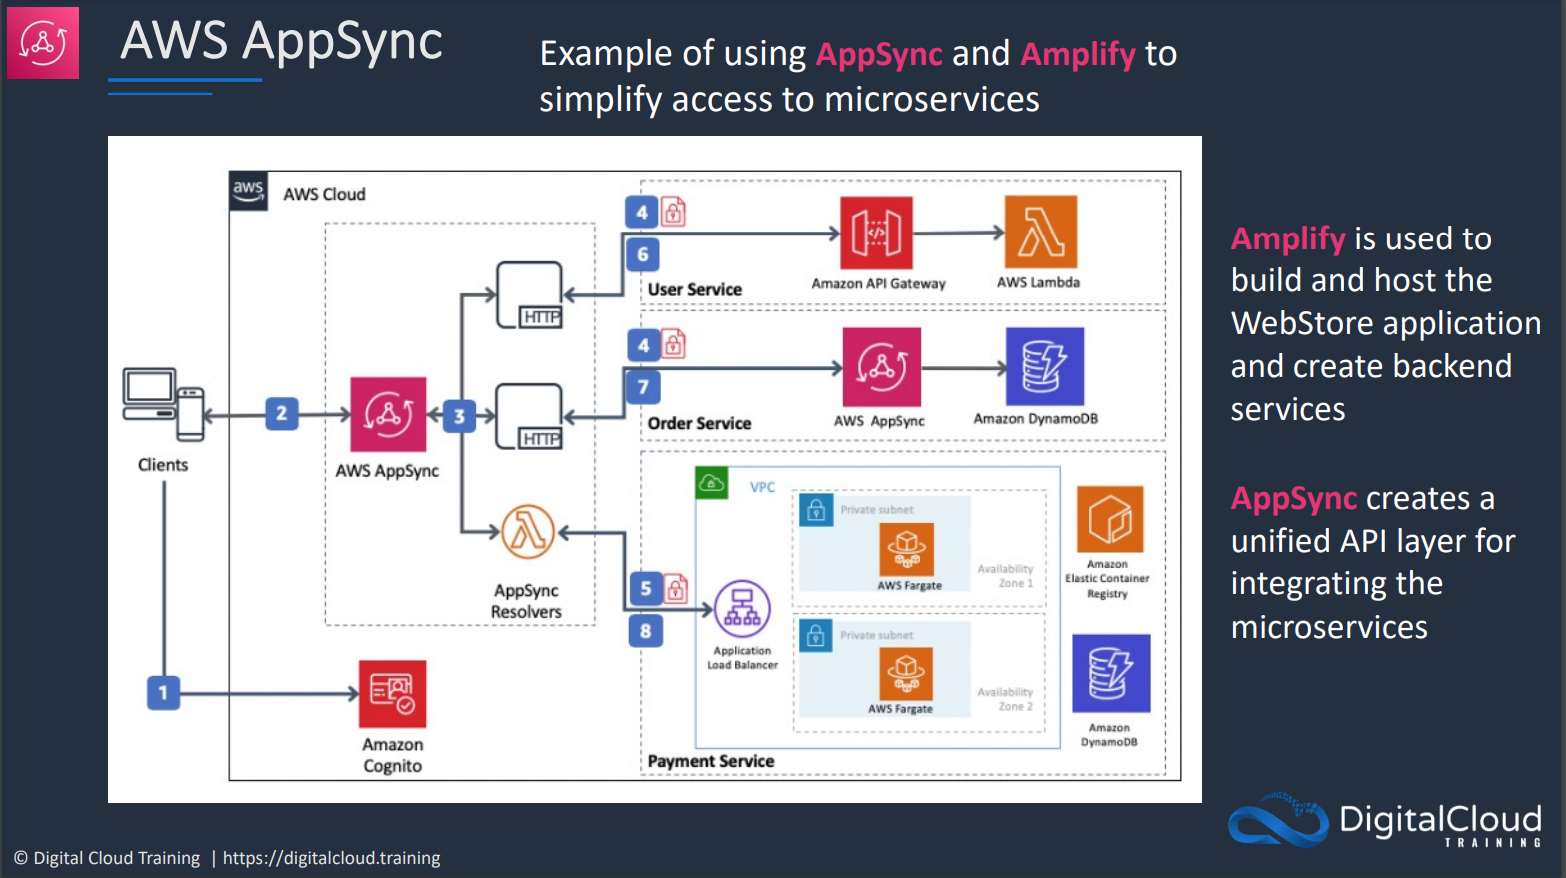 AWS AppSync
Example of using AppSync and Amplify to
simplify access to microservices
aws
AWS Cloud
4
6
User Service
Amazon API Gateway
AWS Lambda
HTTP
4
7
Order Service
AWS AppSync
Amazon DynamoDB
HTTP
Clients
2
AWS AppSync
3
AppSync
Resolvers
5
8
VPC
Private subnet
AWS Fargate
Availability
Zone 1
Application
Load Balancer
Private subnet
AWS Fargate
Availability
Zone 2
Amazon
Elastic Container
Registry
Amazon
DynamoDB
Payment Service
1
Amazon
Cognito
Amplify is used to
build and host the
WebStore application
and create backend
services
AppSync creates a
unified API layer for
integrating the
microservices
DigitalCloud
TRAINING
© Digital Cloud Training | https://digitalcloud.training